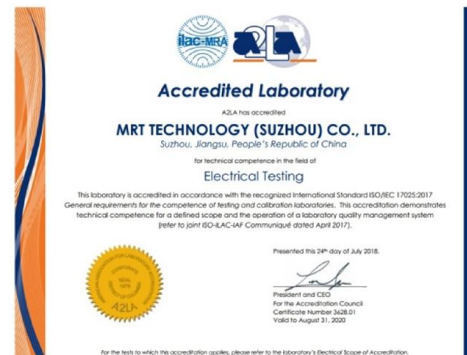 ilac-MRA
A2LA
Accredited Laboratory
A2LA has accredited
MRT TECHNOLOGY (SUZHOU) CO., LTD.
Suzhou, Jiangsu, People's Republic of China
for technical competence in the field of
Electrical Testing
This laboratory is accredited in accordance with the recognized International Standard ISO/IEC 17025:2017
General requirements for the competence of testing and calibration laboratories. This accreditation demonstrates
technical competence for a defined scope and the operation of a laboratory quality management system
(refer to joint ISO-ILAC-IAF Communiqué dated April 2017).
Presented this 24th day of July 2018.
President and CEO
For the Accreditation Council
Certificate Number 3628.01
Valid to August 31, 2020
CORPORATE
SEAL
1978
A2LA
For the tests to which this accreditation applies, please refer to the laboratory's Electrical Scope of Accreditation.